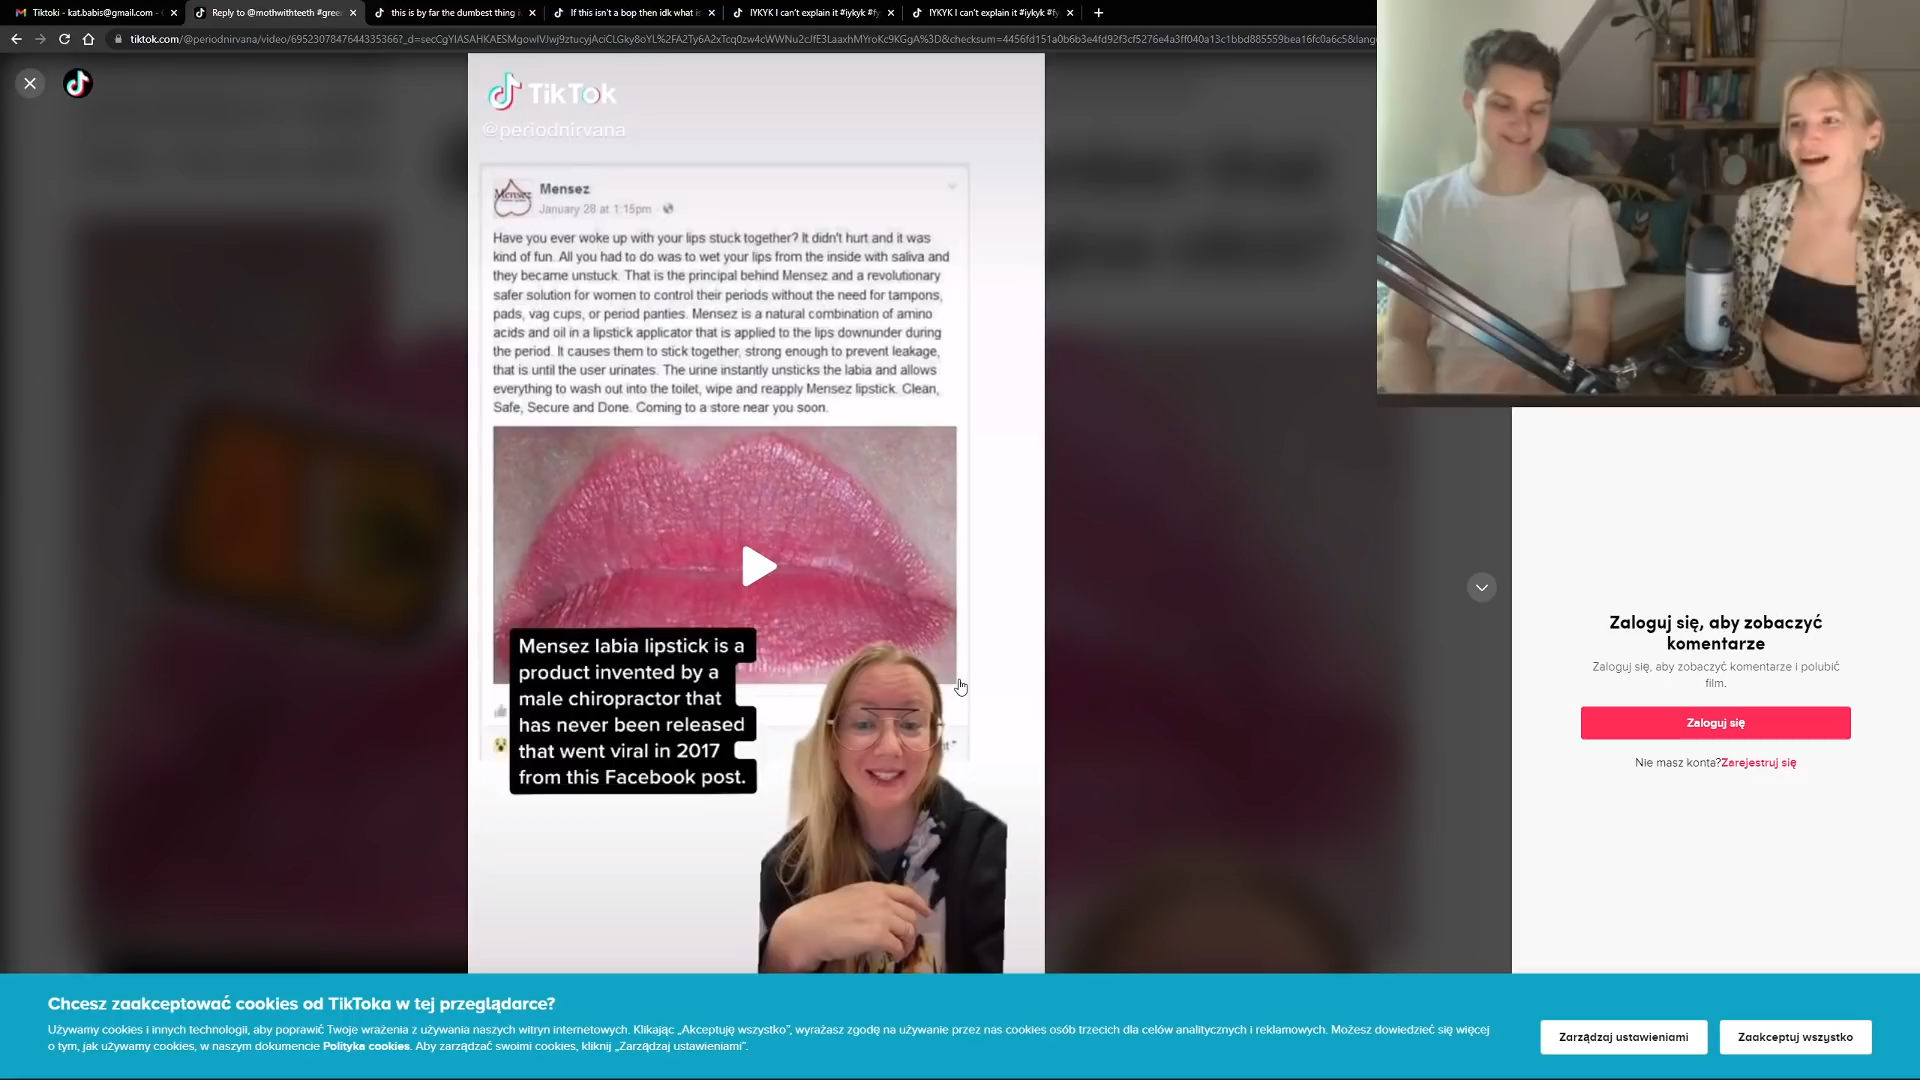 Tiktoki - kat.babis@gmail.com -
Reply to @mothwithteeth #gree
this is by far the dumbest thing i
If this isn't a bop then idk what is
IYKYK I can't explain it #iykyk #fy
IYKYK I can't explain it #iykyk #fy
TikTok
@periodnirvana
Mensez
January 28 at 1:15pm
Have you ever woke up with your lips stuck together? It didn't hurt and it was
kind of fun. All you had to do was to wet your lips from the inside with saliva and
they became unstuck. That is the principal behind Mensez and a revolutionary
safer solution for women to control their periods without the need for tampons,
pads, vag cups, or period panties. Mensez is a natural combination of amino
acids and oil in a lipstick applicator that is applied to the lips downunder during
the period. It causes them to stick together, strong enough to prevent leakage,
that is until the user urinates. The urine instantly unsticks the labia and allows
everything to wash out into the toilet, wipe and reapply Mensez lipstick. Clean,
Safe, Secure and Done. Coming to a store near you soon.
Mensez labia lipstick is a
product invented by a
male chiropractor that
has never been released
that went viral in 2017
from this Facebook post.
Zaloguj się, aby zobaczyć
komentarze
Zaloguj się, aby zobaczyć komentarze i polubić
film.
Zaloguj się
Nie masz konta?Zarejestruj się
Chcesz zaakceptować cookies od TikToka w tej przeglądarce?
Używamy cookies i innych technologii, aby poprawić Twoje wrażenia z używania naszych witryn internetowych. Klikając „Akceptuję wszystko”, wyrażasz zgodę na używanie przez nas cookies osób trzecich dla celów analitycznych i reklamowych. Możesz dowiedzieć się więcej
o tym, jak używamy cookies, w naszym dokumencie Polityka cookies. Aby zarządzać swoimi cookies, kliknij „Zarządzaj ustawieniami”.
Zarządzaj ustawieniami
Zaakceptuj wszystko